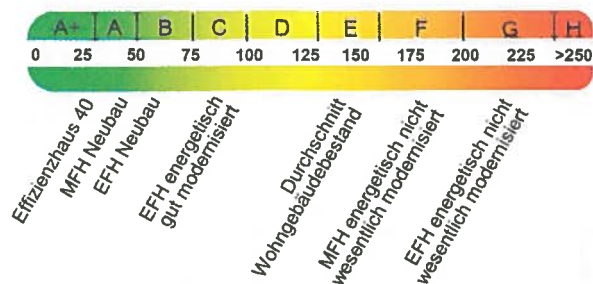 A+ A B C D E F G H
0 25 50 75 100 125 150 175 200 225 >250
Effizienzhaus 40
MFH Neubau
EFH Neubau
EFH energetisch
gut modernisiert
Durchschnitt
Wohngebäudebestand
MFH energetisch nicht
wesentlich modernisiert
EFH energetisch nicht
wesentlich modernisiert